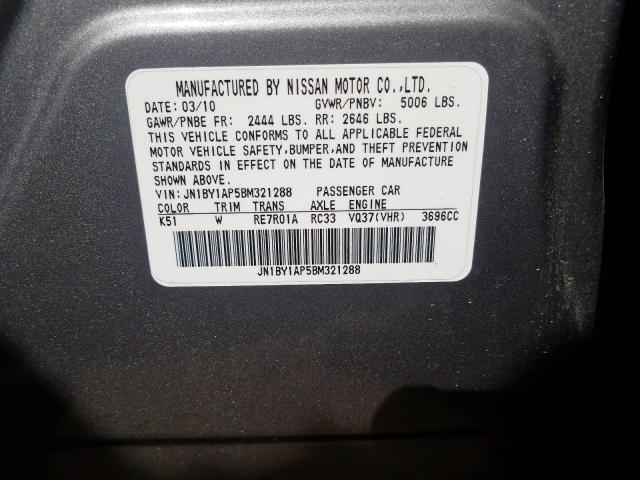 MANUFACTURED BY NISSAN MOTOR CO.,LTD.
DATE: 03/10 GVWR/PNBV: 5006 LBS.
GAWR/PNBE FR: 2444 LBS. RR: 2646 LBS.
THIS VEHICLE CONFORMS TO ALL APPLICABLE FEDERAL
MOTOR VEHICLE SAFETY,BUMPER,AND THEFT PREVENTION
STANDARDS IN EFFECT ON THE DATE OF MANUFACTURE
SHOWN ABOVE.
VIN: JN1BY1AP5BM321288 PASSENGER CAR
COLOR TRIM TRANS AXLE ENGINE
K51 W RE7R01A RC33 VQ37(VHR) 3696CC
JN1BY1AP5BM321288